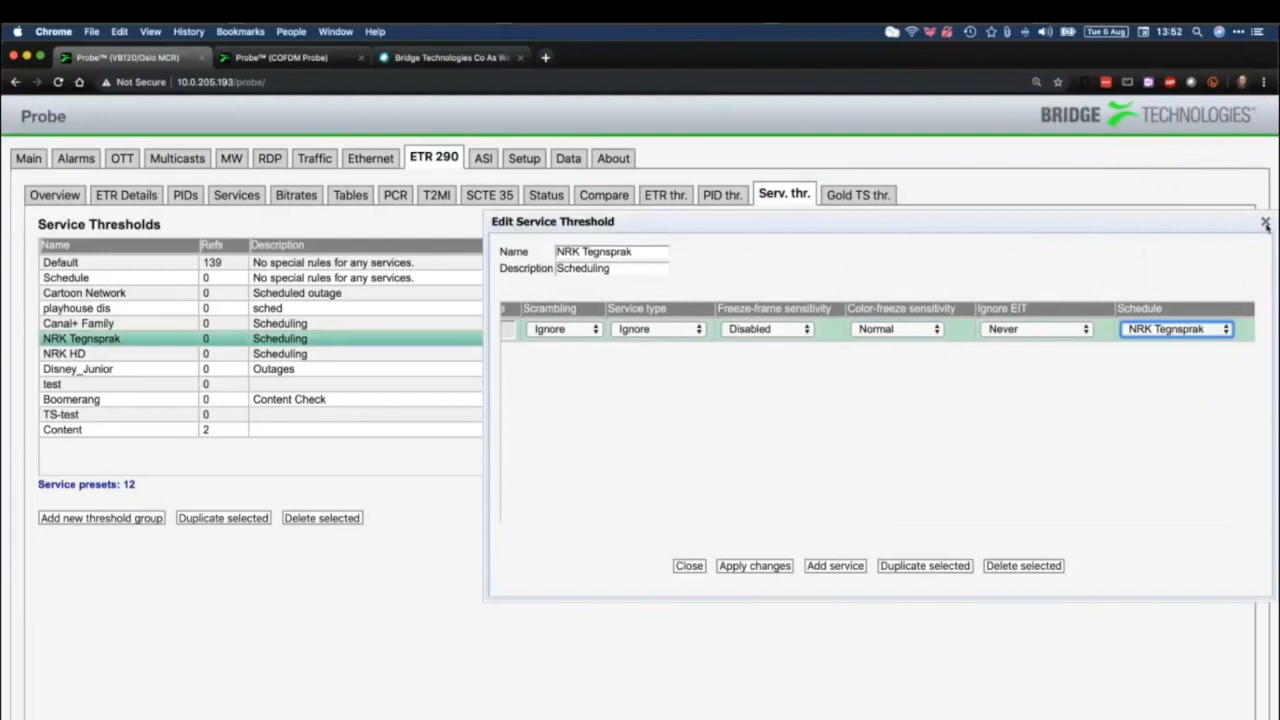 Chrome File Edit View History Bookmarks People Window Help Tue 6 Aug 13:52
Probe™ (VB120/Oslo MCR) Probe™ (COFDM Probe) Bridge Technologies Co As We
Not Secure 10.0.205.193/probe/
Probe BRIDGE TECHNOLOGIES™
Main Alarms OTT Multicasts MW RDP Traffic Ethernet ETR 290 ASI Setup Data About
Overview ETR Details PIDs Services Bitrates Tables PCR T2MI SCTE 35 Status Compare ETR thr. PID thr. Serv. thr. Gold TS thr.
Service Thresholds
Name Refs Description
Default 139 No special rules for any services.
Schedule 0 No special rules for any services.
Cartoon Network 0 Scheduled outage
playhouse dis 0 sched
Canal+ Family 0 Scheduling
NRK Tegnsprak 0 Scheduling
NRK HD 0 Scheduling
Disney_Junior 0 Outages
test 0
Boomerang 0 Content Check
TS-test 0
Content 2
Service presets: 12
Add new threshold group Duplicate selected Delete selected
Edit Service Threshold
Name NRK Tegnsprak
Description Scheduling
Scrambling Service type Freeze-frame sensitivity Color-freeze sensitivity Ignore EIT Schedule
Ignore Ignore Disabled Normal Never NRK Tegnsprak
Close Apply changes Add service Duplicate selected Delete selected